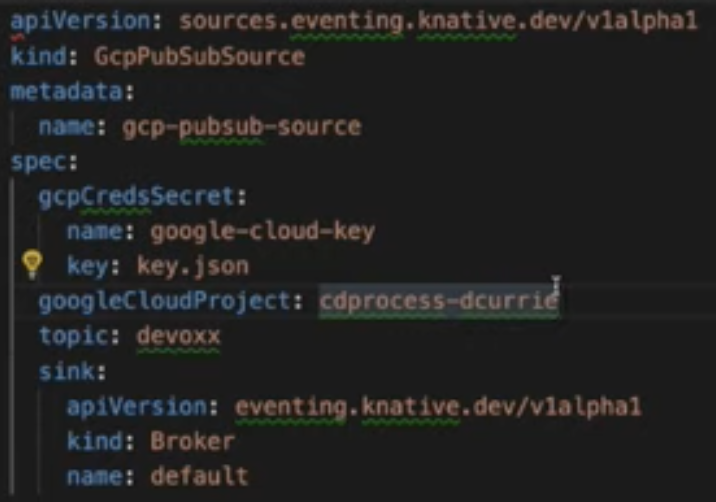 apiVersion: sources.eventing.knative.dev/v1alpha1
kind: GcpPubSubSource
metadata:
  name: gcp-pubsub-source
spec:
  gcpCredsSecret:
    name: google-cloud-key
    key: key.json
  googleCloudProject: cdprocess-dcurrie
  topic: devoxx
  sink:
    apiVersion: eventing.knative.dev/v1alpha1
    kind: Broker
    name: default